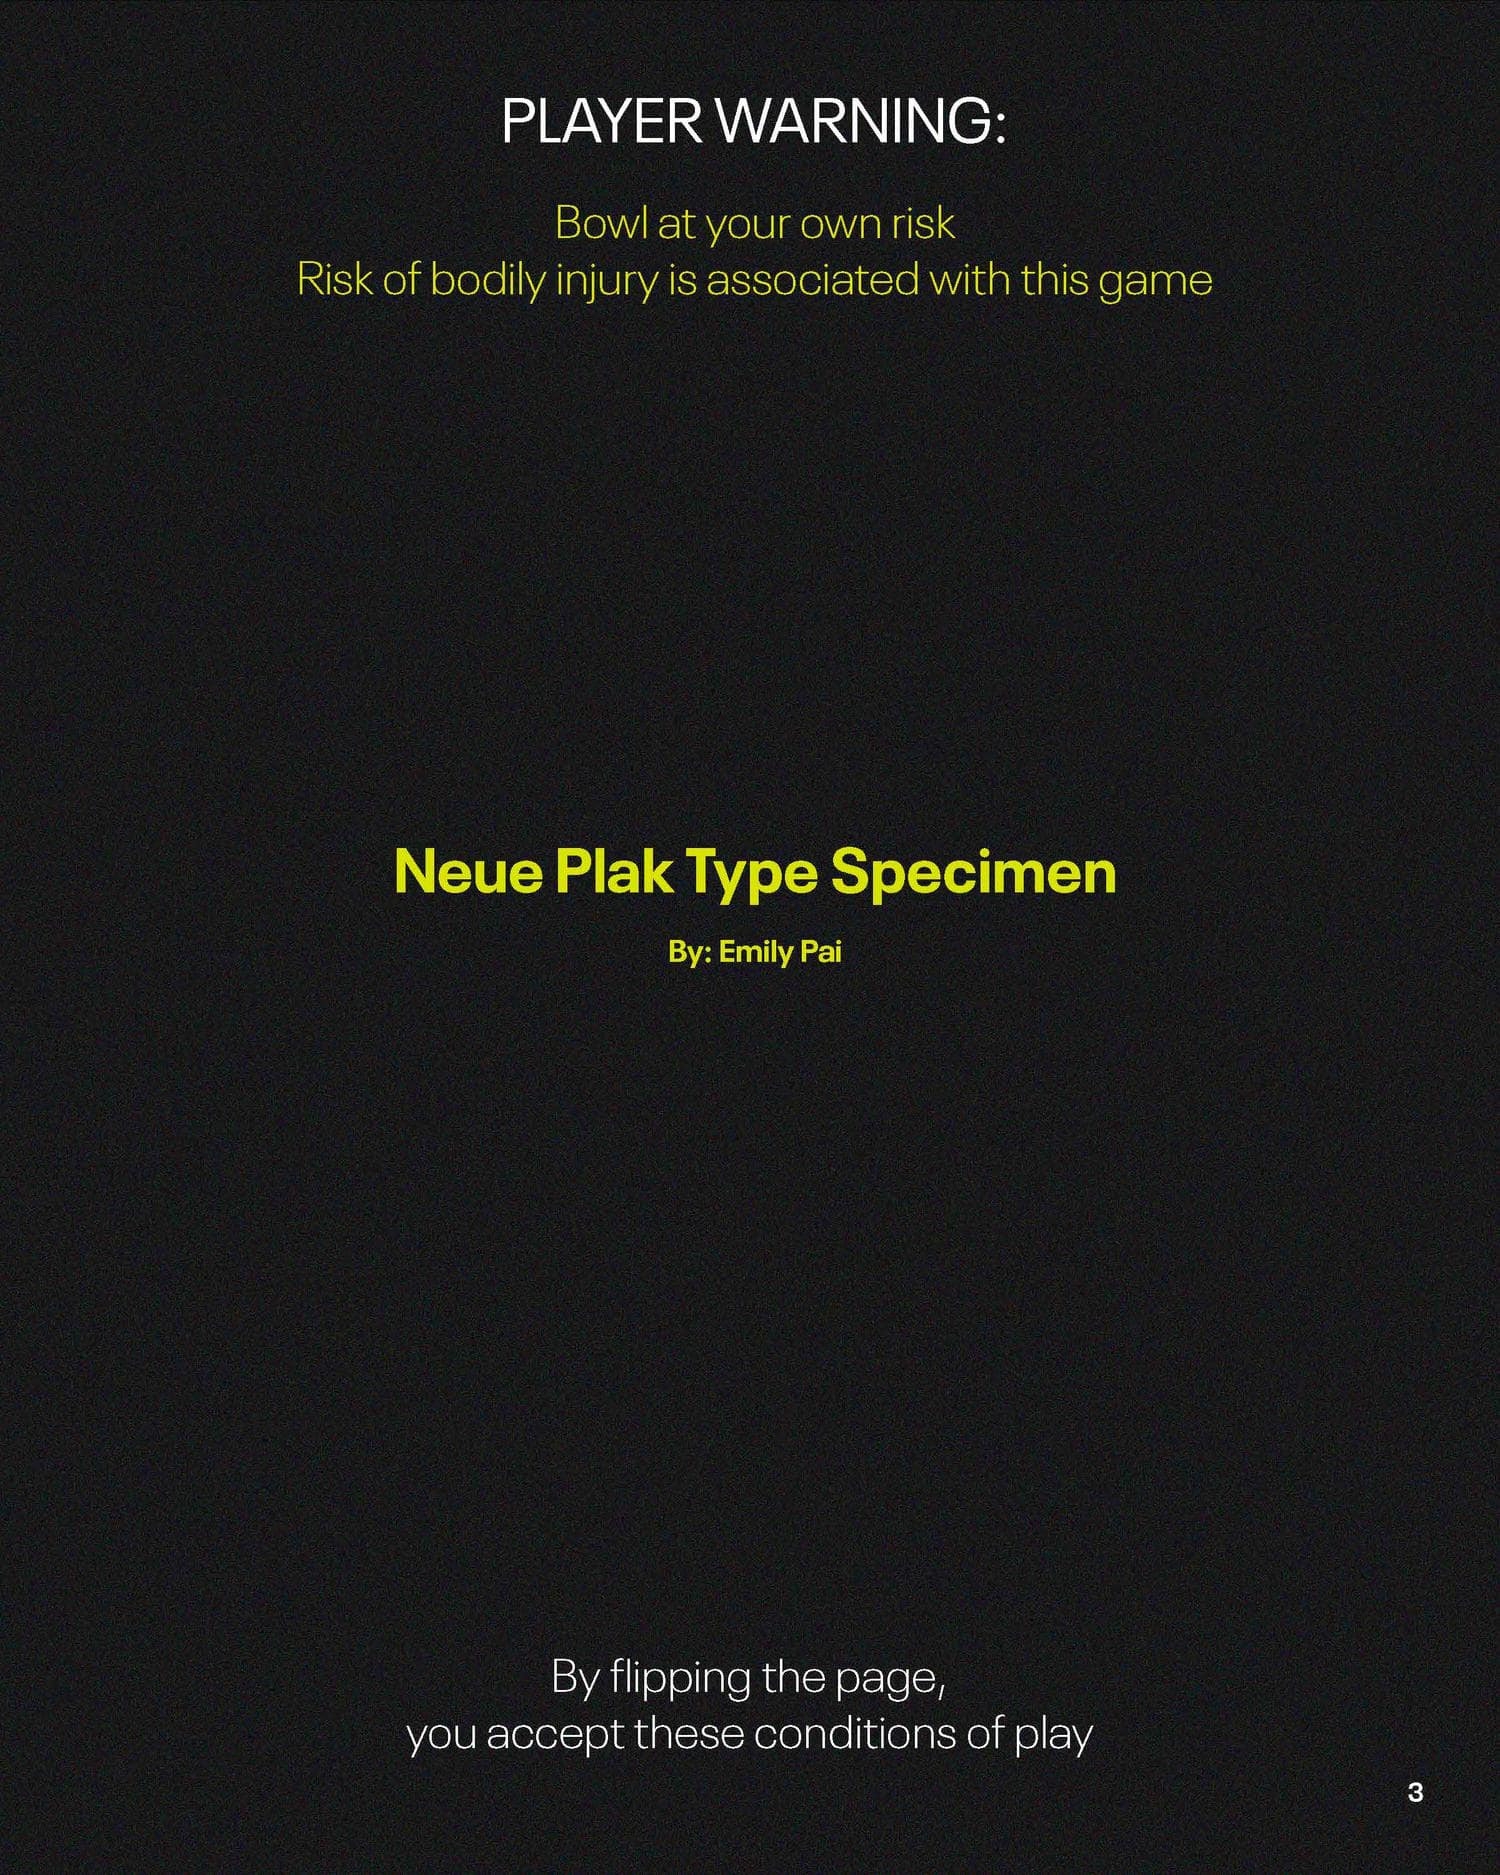 PLAYER WARNING:
Bowl at your own risk
Risk of bodily injury is associated with this game
Neue Plak Type Specimen
By: Emily Pai
By flipping the page,
you accept these conditions of play
3